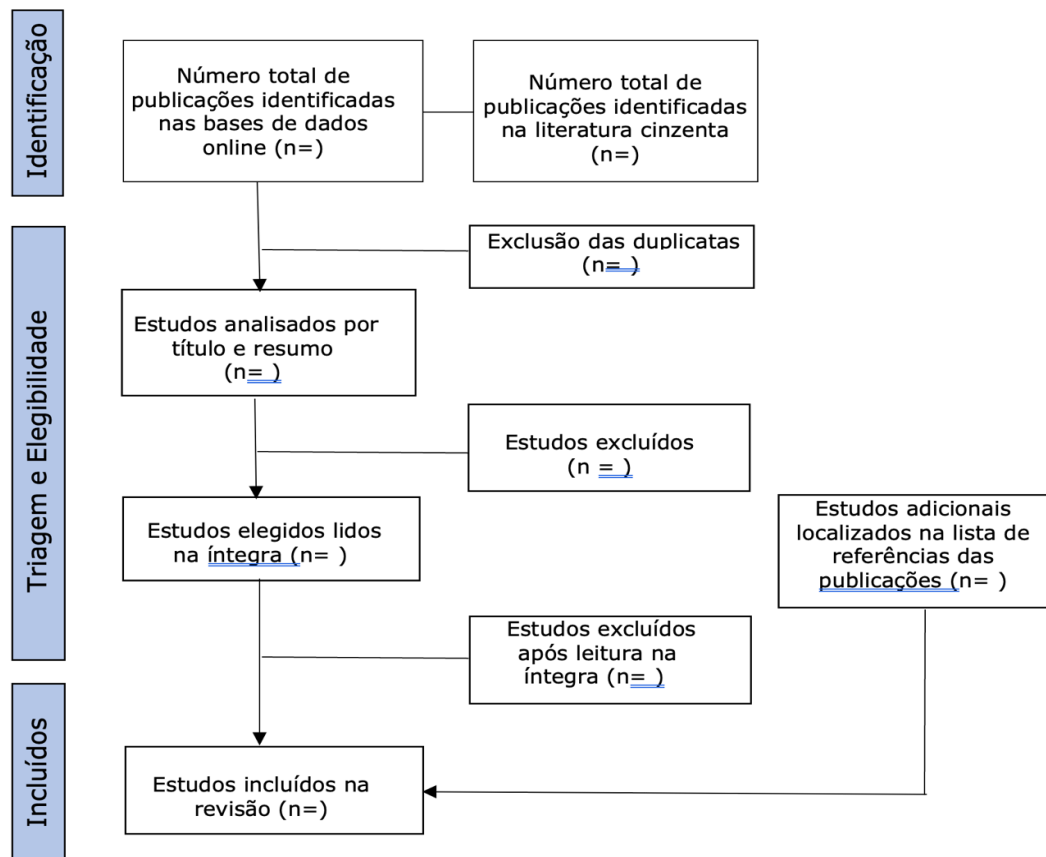 Identificação
Número total de
publicações identificadas
nas bases de dados
online (n=)
Número total de
publicações identificadas
na literatura cinzenta
(n=)
Triagem e Elegibilidade
Exclusão das duplicatas
(n= )
Estudos analisados por
título e resumo
(n= )
Estudos excluídos
(n = )
Estudos elegidos lidos
na íntegra (n= )
Estudos adicionais
localizados na lista de
referências das
publicações (n= )
Estudos excluídos
após leitura na
íntegra (n= )
Incluídos
Estudos incluídos na
revisão (n=)